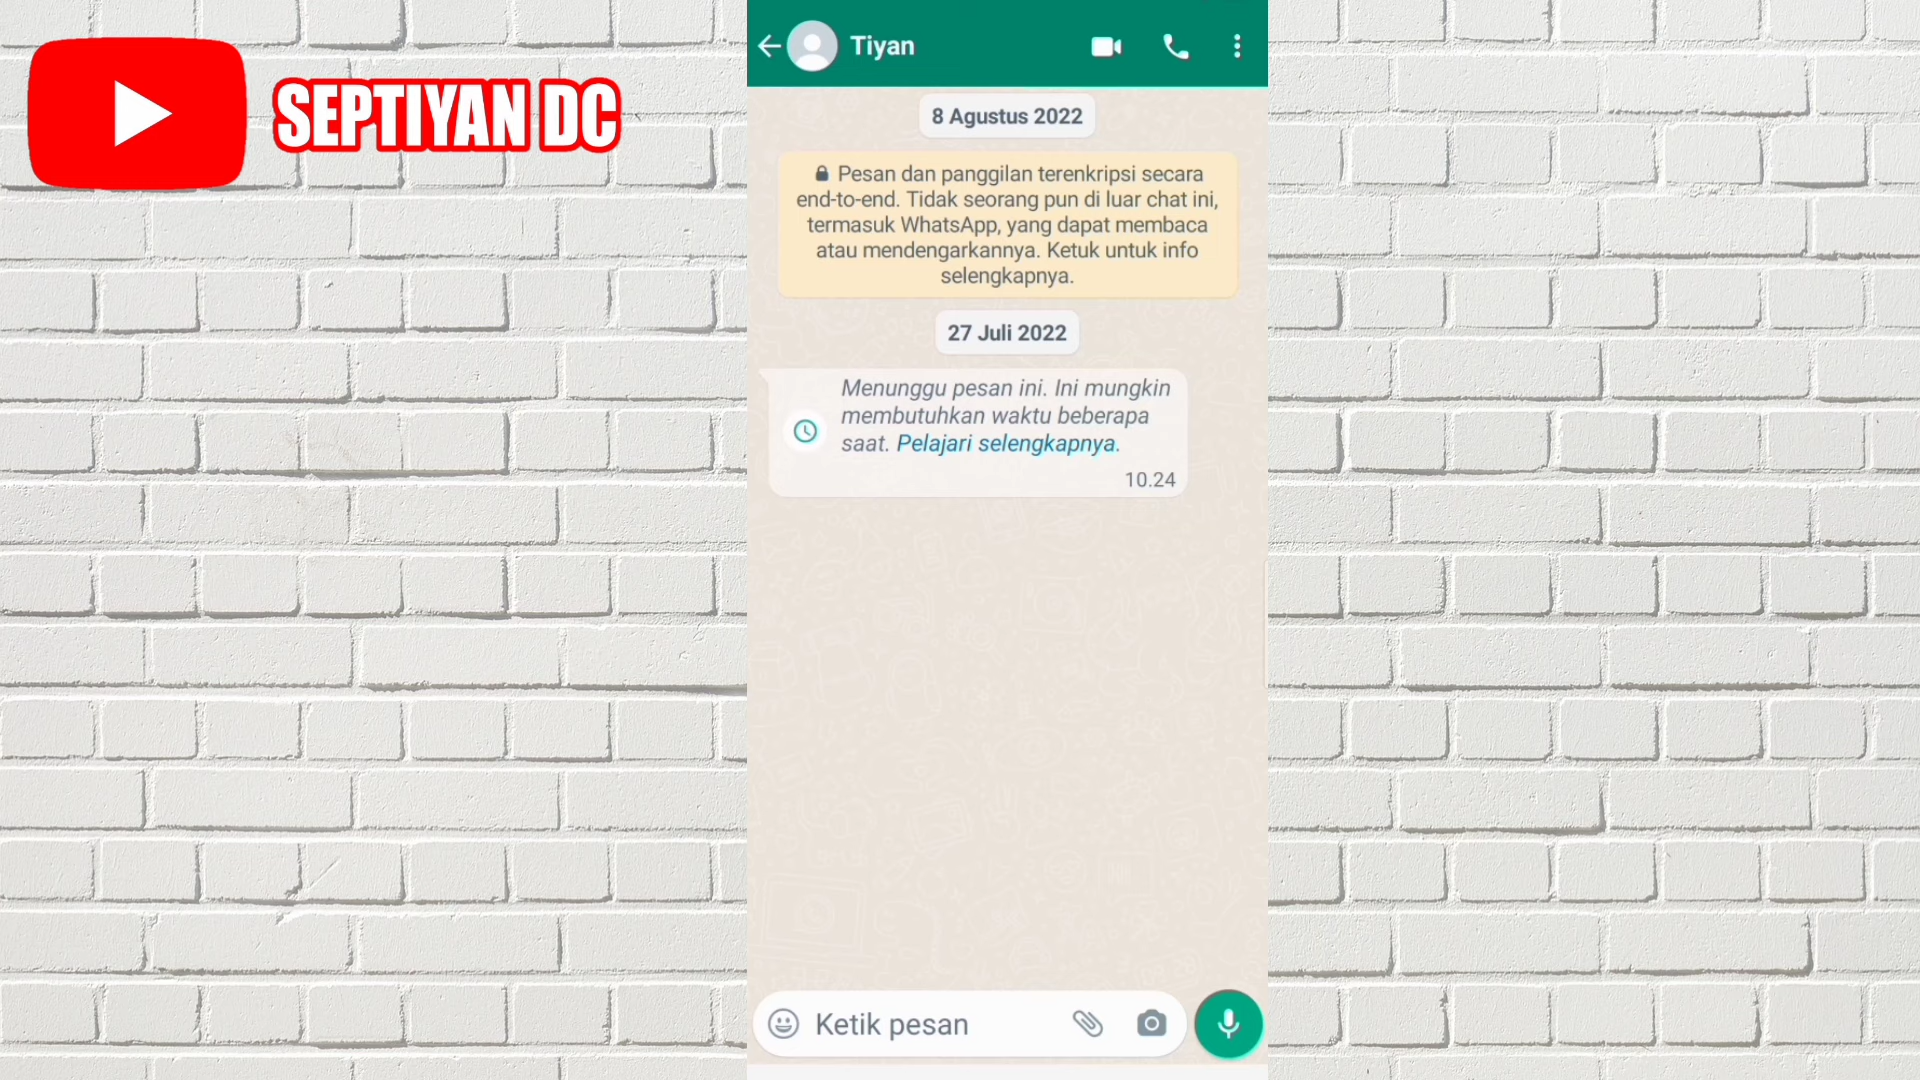 SEPTIYAN DC
Tiyan
8 Agustus 2022
Pesan dan panggilan terenkripsi secara
end-to-end. Tidak seorang pun di luar chat ini,
termasuk WhatsApp, yang dapat membaca
atau mendengarkannya. Ketuk untuk info
selengkapnya.
27 Juli 2022
Menunggu pesan ini. Ini mungkin
membutuhkan waktu beberapa
saat. Pelajari selengkapnya.
10.24
Ketik pesan